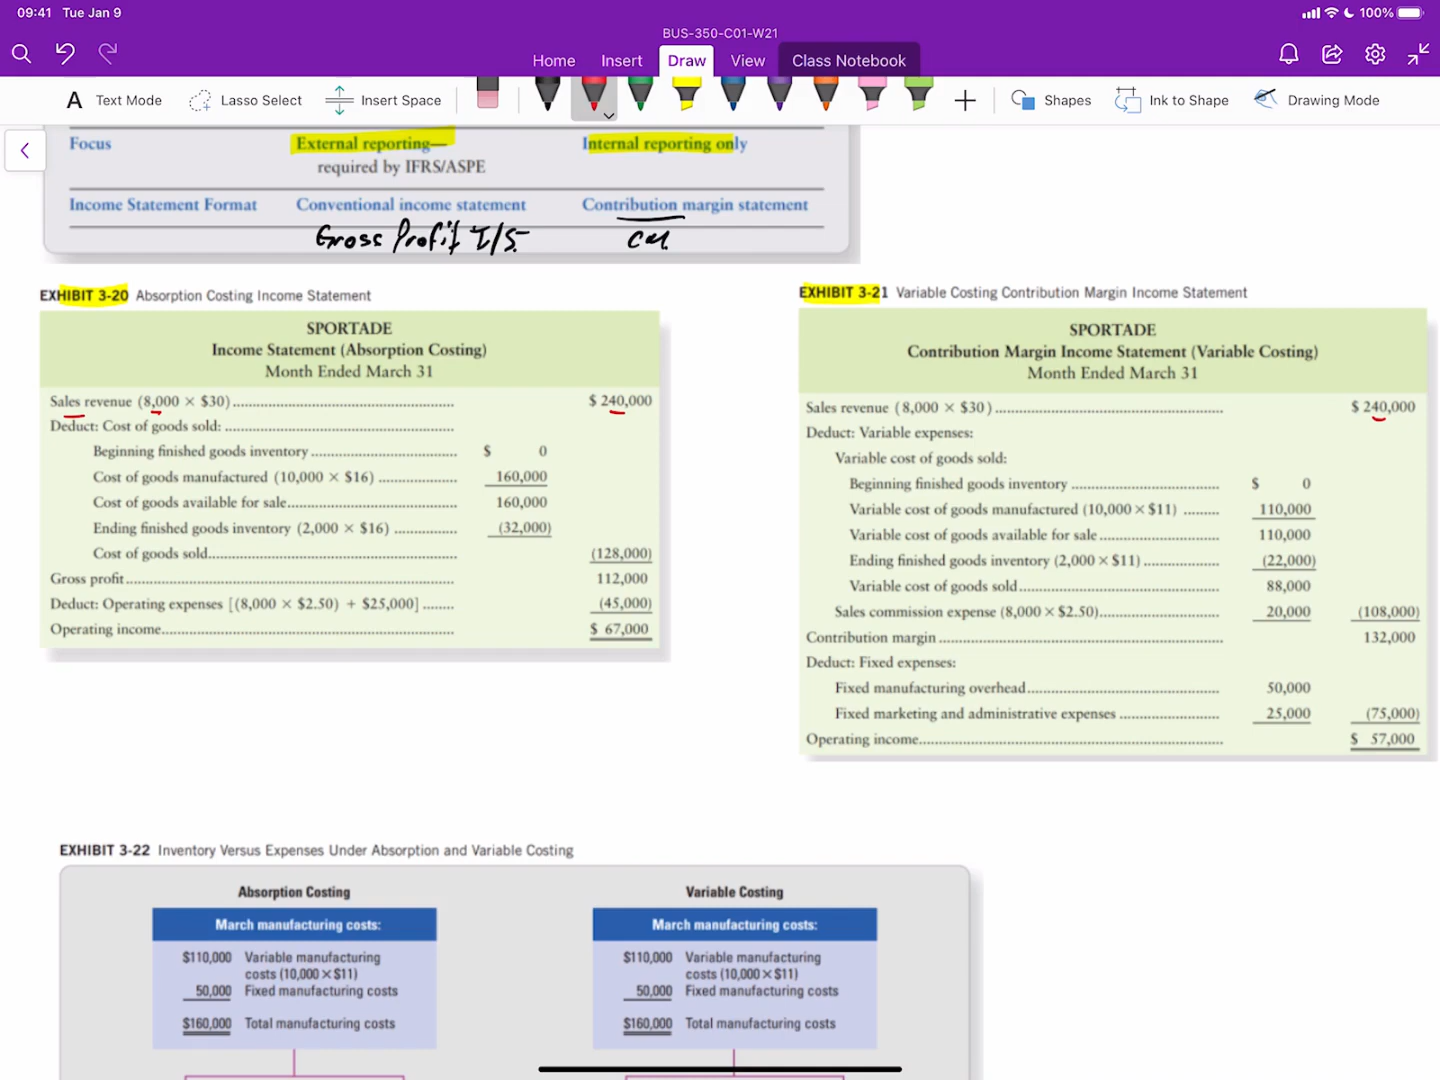 09:41 Tue Jan 9
100%
BUS-350-C01-W21
Home Insert Draw View Class Notebook
A Text Mode Lasso Select Insert Space Shapes Ink to Shape Drawing Mode
Focus External reporting— Internal reporting only
required by IFRS/ASPE
Income Statement Format Conventional income statement Contribution margin statement
Gross Profit I/S. CM
EXHIBIT 3-20 Absorption Costing Income Statement
SPORTADE
Income Statement (Absorption Costing)
Month Ended March 31
Sales revenue (8,000 × $30) $ 240,000
Deduct: Cost of goods sold:
Beginning finished goods inventory $ 0
Cost of goods manufactured (10,000 × $16) 160,000
Cost of goods available for sale 160,000
Ending finished goods inventory (2,000 × $16) (32,000)
Cost of goods sold (128,000)
Gross profit 112,000
Deduct: Operating expenses [(8,000 × $2.50) + $25,000] (45,000)
Operating income $ 67,000
EXHIBIT 3-21 Variable Costing Contribution Margin Income Statement
SPORTADE
Contribution Margin Income Statement (Variable Costing)
Month Ended March 31
Sales revenue (8,000 × $30) $ 240,000
Deduct: Variable expenses:
Variable cost of goods sold:
Beginning finished goods inventory $ 0
Variable cost of goods manufactured (10,000 × $11) 110,000
Variable cost of goods available for sale 110,000
Ending finished goods inventory (2,000 × $11) (22,000)
Variable cost of goods sold 88,000
Sales commission expense (8,000 × $2.50) 20,000 (108,000)
Contribution margin 132,000
Deduct: Fixed expenses:
Fixed manufacturing overhead 50,000
Fixed marketing and administrative expenses 25,000 (75,000)
Operating income $ 57,000
EXHIBIT 3-22 Inventory Versus Expenses Under Absorption and Variable Costing
Absorption Costing
March manufacturing costs:
$110,000 Variable manufacturing
costs (10,000 × $11)
50,000 Fixed manufacturing costs
$160,000 Total manufacturing costs
Variable Costing
March manufacturing costs:
$110,000 Variable manufacturing
costs (10,000 × $11)
50,000 Fixed manufacturing costs
$160,000 Total manufacturing costs